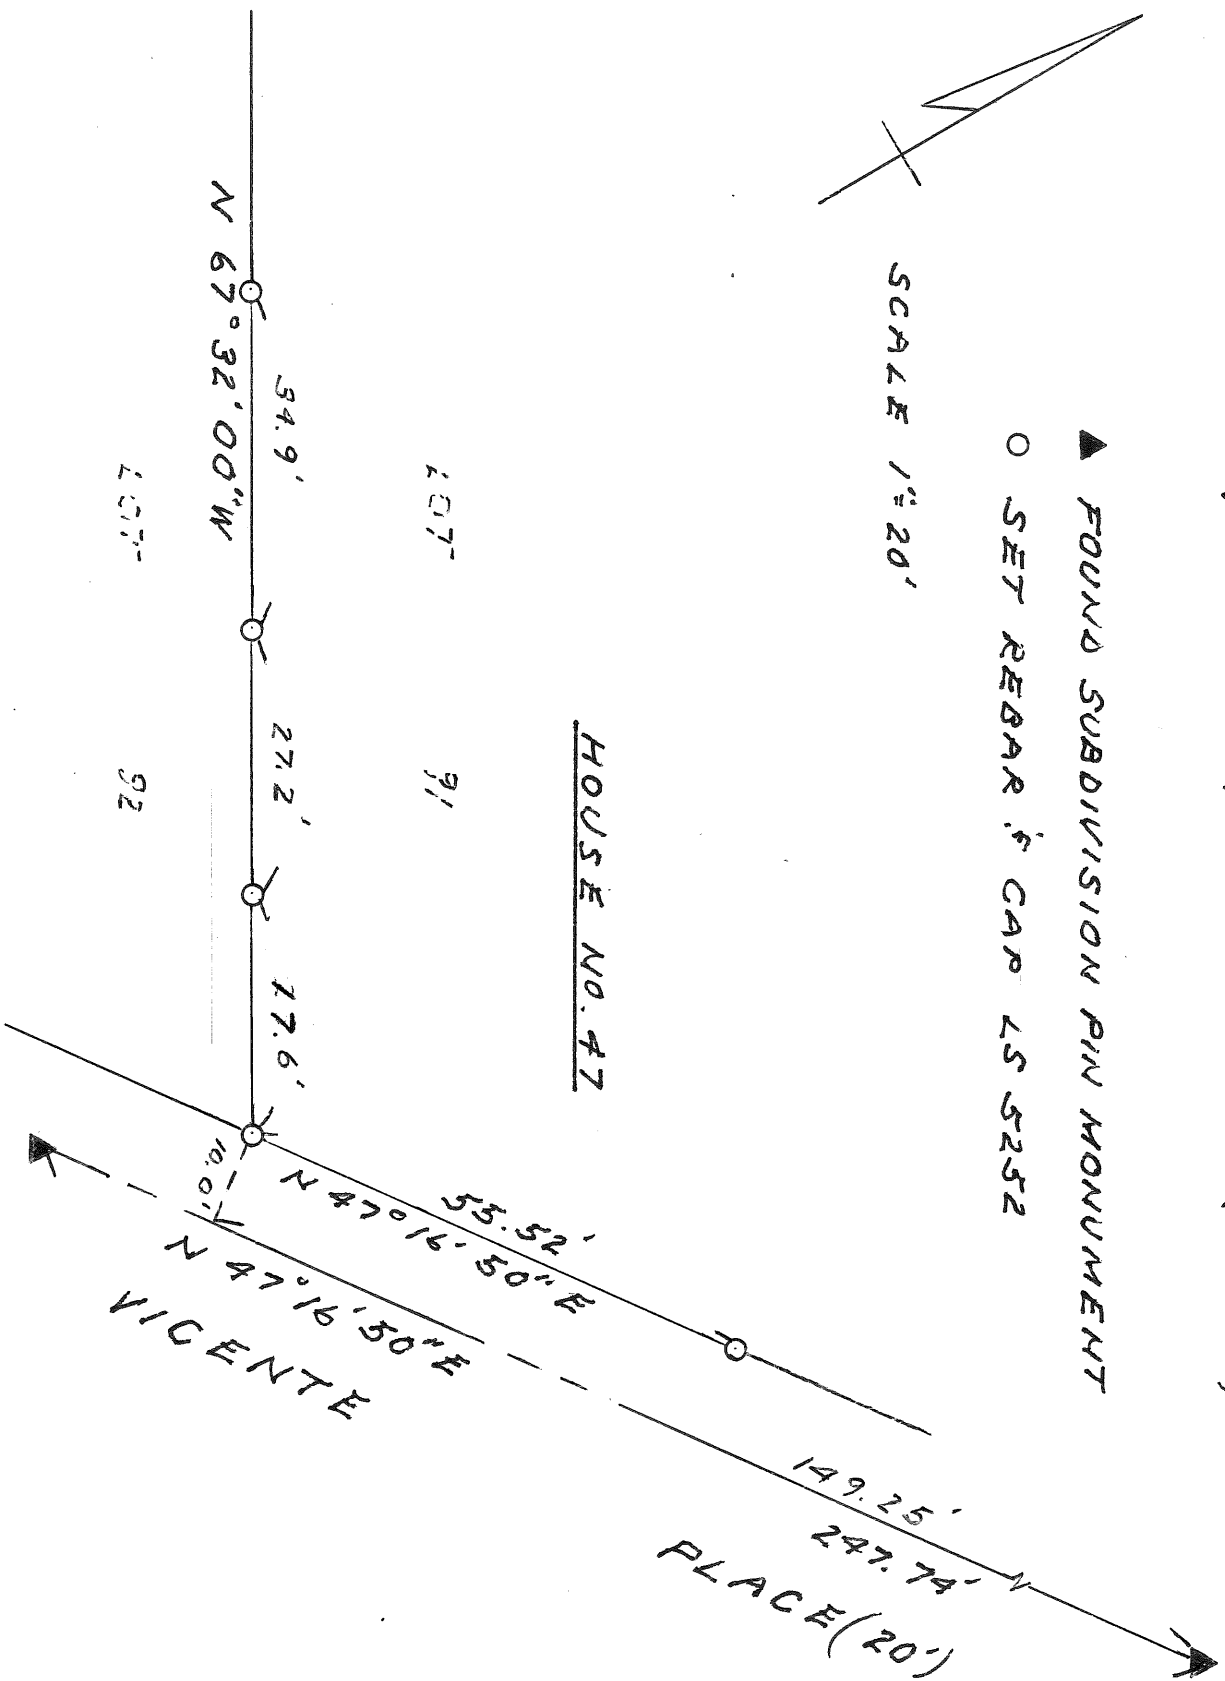 ▲ FOUND SUBDIVISION PIN MONUMENT
○ SET REBAR & CAP LS 5252
SCALE 1"=20'
HOUSE NO. 47
LOT 91
34.9'
27.2'
17.6'
N 67°32'00"W
LOT 92
53.52'
N 47°16'50"E
10.0'
N 47°16'50"E
149.25'
247.74'
VICENTE PLACE (20')